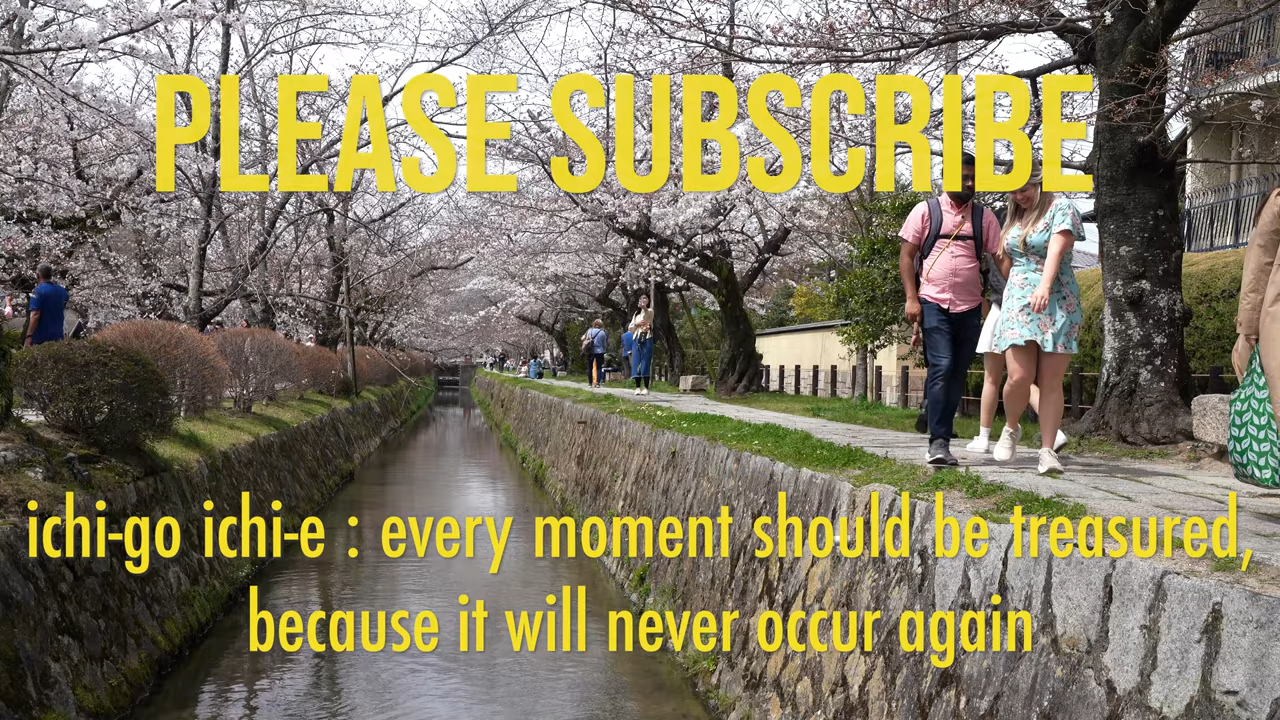 PLEASE SUBSCRIBE
ichi-go ichi-e : every moment should be treasured,
because it will never occur again